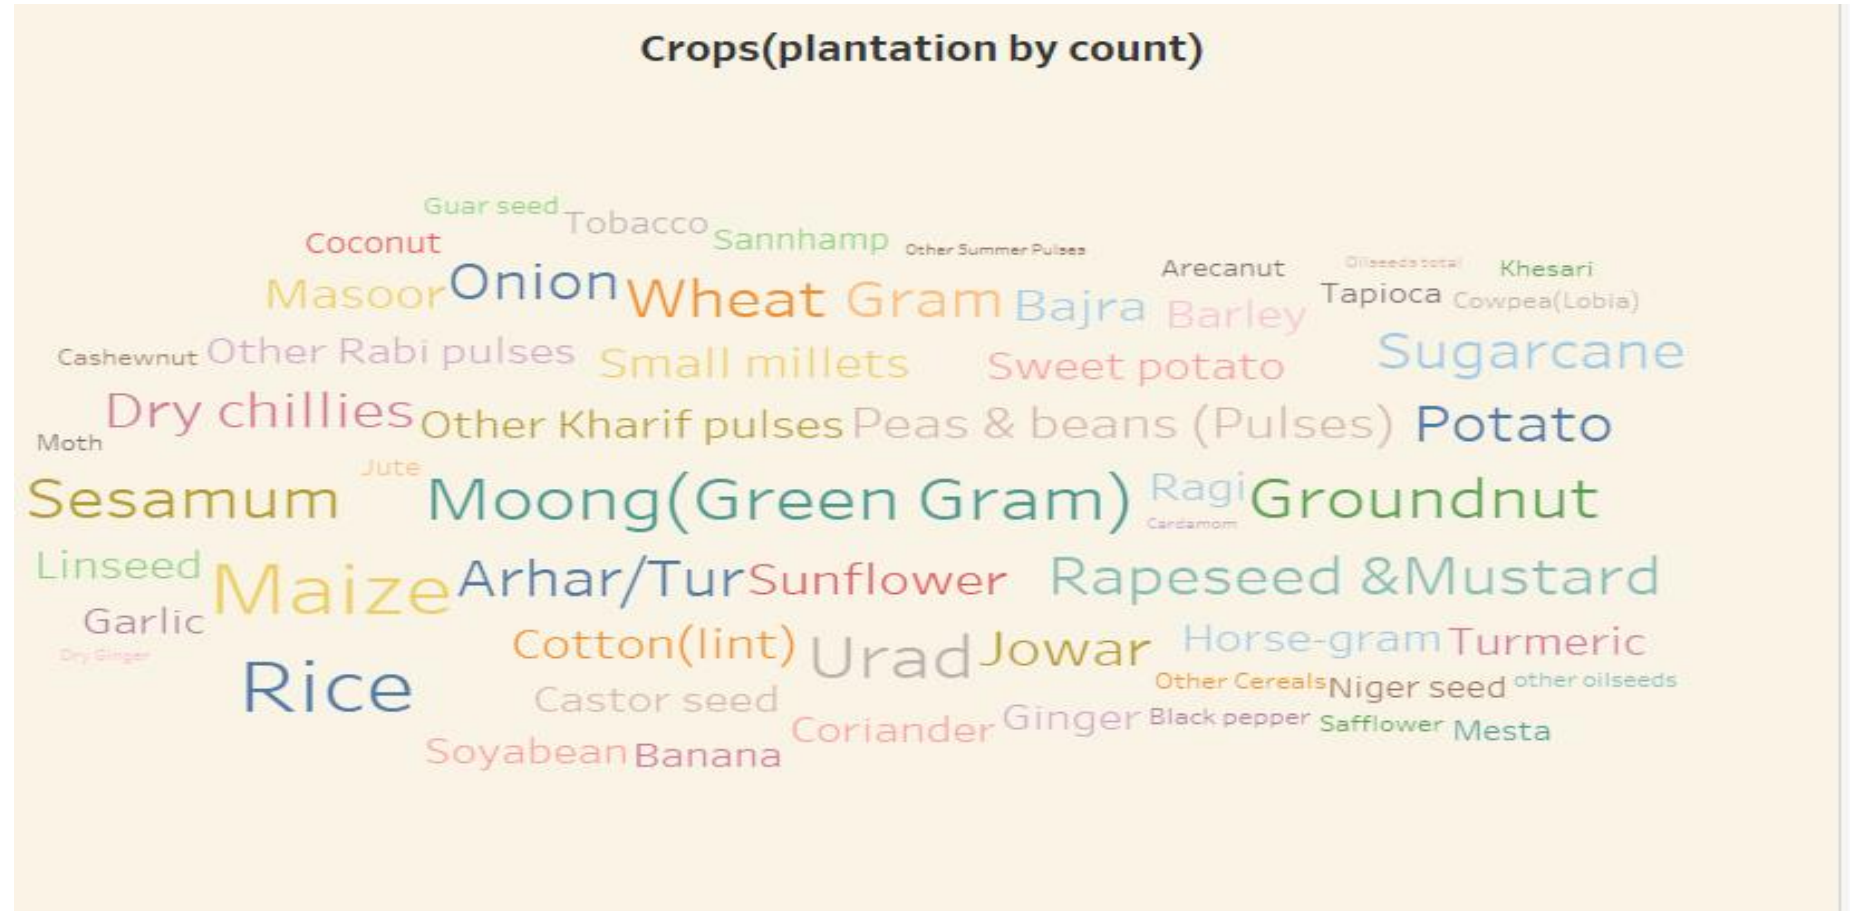 Crops(plantation by count)
Guar seed
Tobacco
Coconut
Sannhamp
Other Summer Pulses
Arecanut
Oilseeds total
Khesari
Masoor
Onion
Wheat
Gram
Bajra
Barley
Tapioca
Cowpea(Lobia)
Cashewnut
Other Rabi pulses
Small millets
Sweet potato
Sugarcane
Dry chillies
Other Kharif pulses
Peas & beans (Pulses)
Potato
Moth
Jute
Sesamum
Moong(Green Gram)
Ragi
Groundnut
Cardamom
Linseed
Maize
Arhar/Tur
Sunflower
Rapeseed &Mustard
Garlic
Dry Ginger
Cotton(lint)
Urad
Jowar
Horse-gram
Turmeric
Rice
Castor seed
Other Cereals
Niger seed
other oilseeds
Coriander
Ginger
Black pepper
Safflower
Mesta
Soyabean
Banana